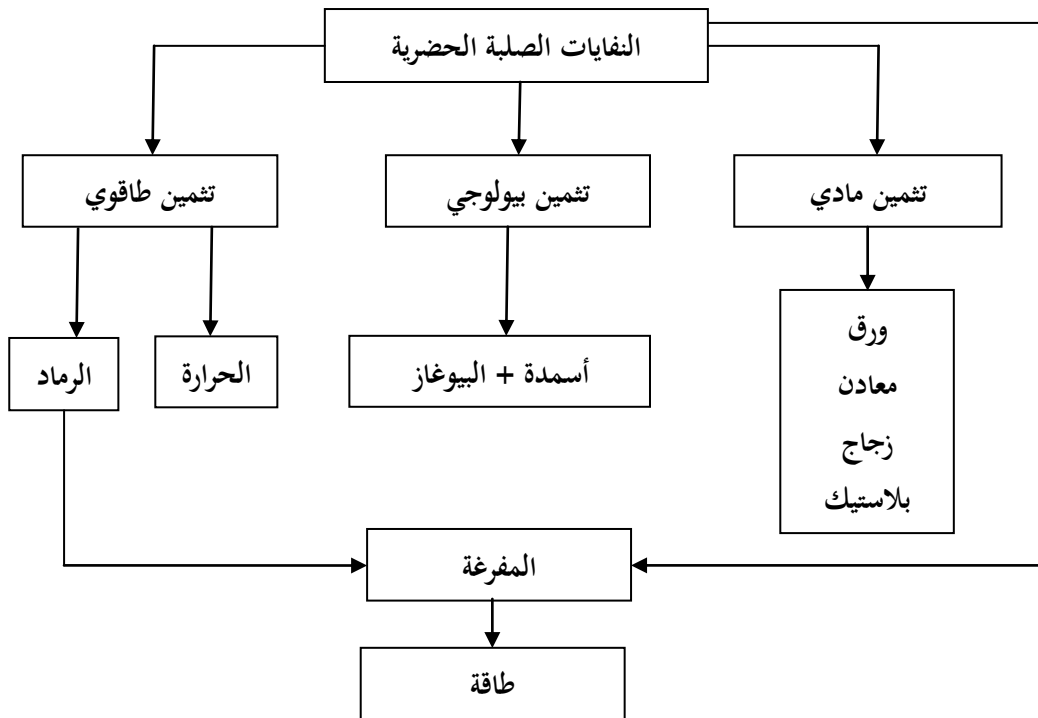 النفايات الصلبة الحضرية
تثمين مادي
تثمين بيولوجي
تثمين طاقوي
ورق
معادن
زجاج
بلاستيك
أسمدة + البيوغاز
الحرارة
الرماد
المفرغة
طاقة